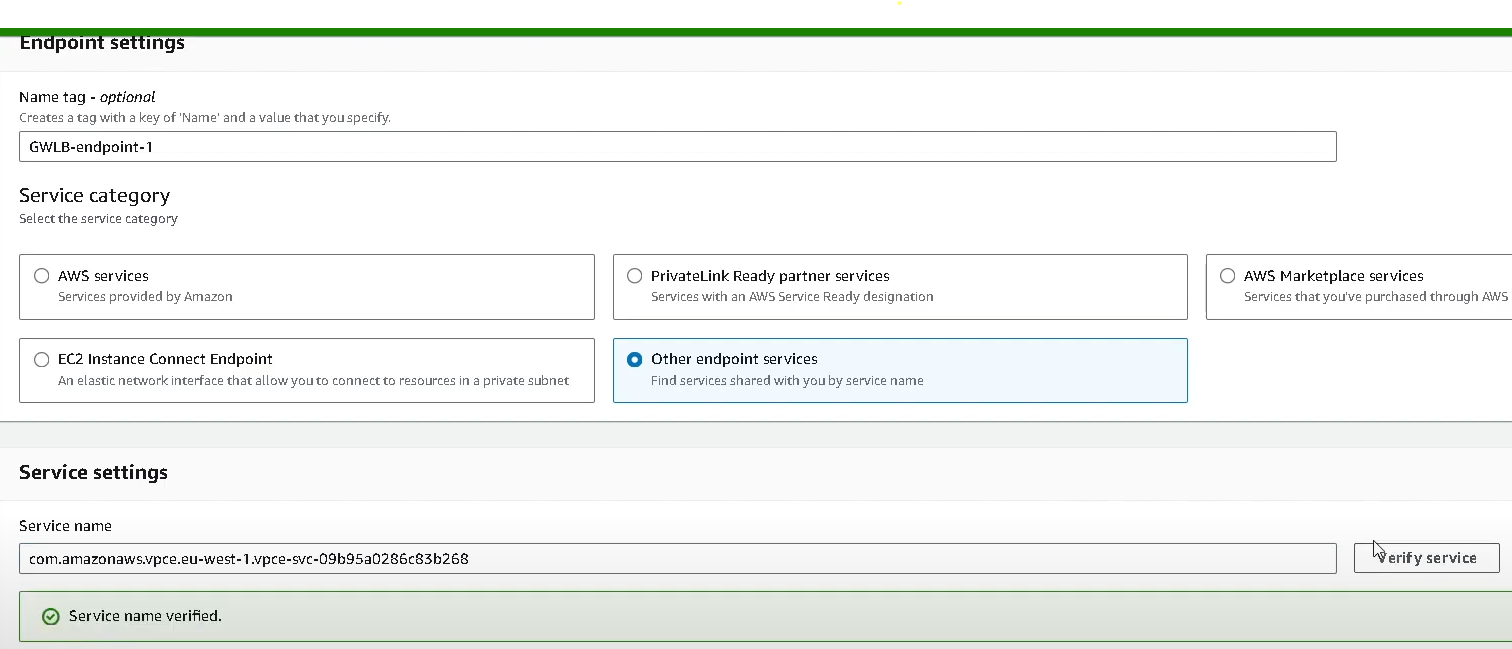 Endpoint settings
Name tag - optional
Creates a tag with a key of 'Name' and a value that you specify.
GWLB-endpoint-1
Service category
Select the service category
AWS services
Services provided by Amazon
PrivateLink Ready partner services
Services with an AWS Service Ready designation
AWS Marketplace services
Services that you've purchased through AWS
EC2 Instance Connect Endpoint
An elastic network interface that allow you to connect to resources in a private subnet
Other endpoint services
Find services shared with you by service name
Service settings
Service name
com.amazonaws.vpce.eu-west-1.vpce-svc-09b95a0286c83b268
Verify service
Service name verified.